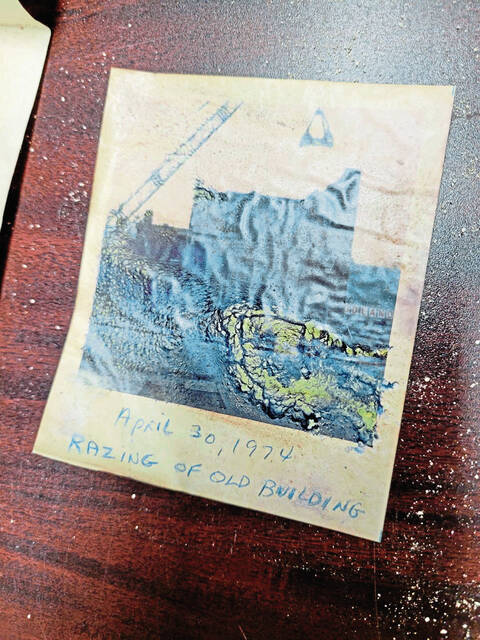 April 30, 1974
RAZING OF OLD BUILDING